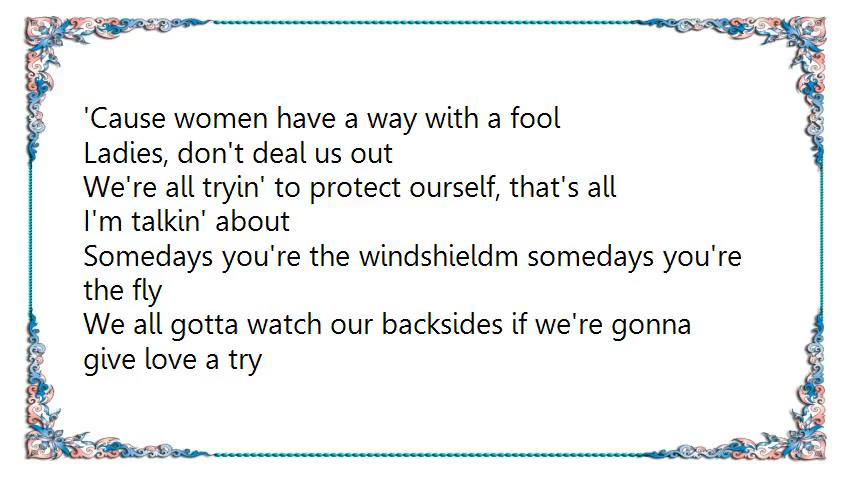 'Cause women have a way with a fool
Ladies, don't deal us out
We're all tryin' to protect ourself, that's all
I'm talkin' about
Somedays you're the windshieldm somedays you're
the fly
We all gotta watch our backsides if we're gonna
give love a try